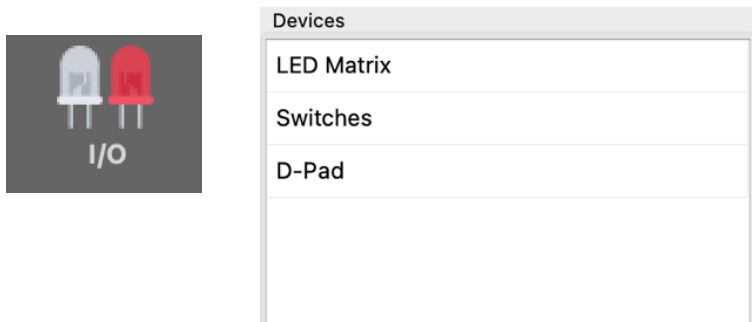 I/O
Devices
LED Matrix
Switches
D-Pad